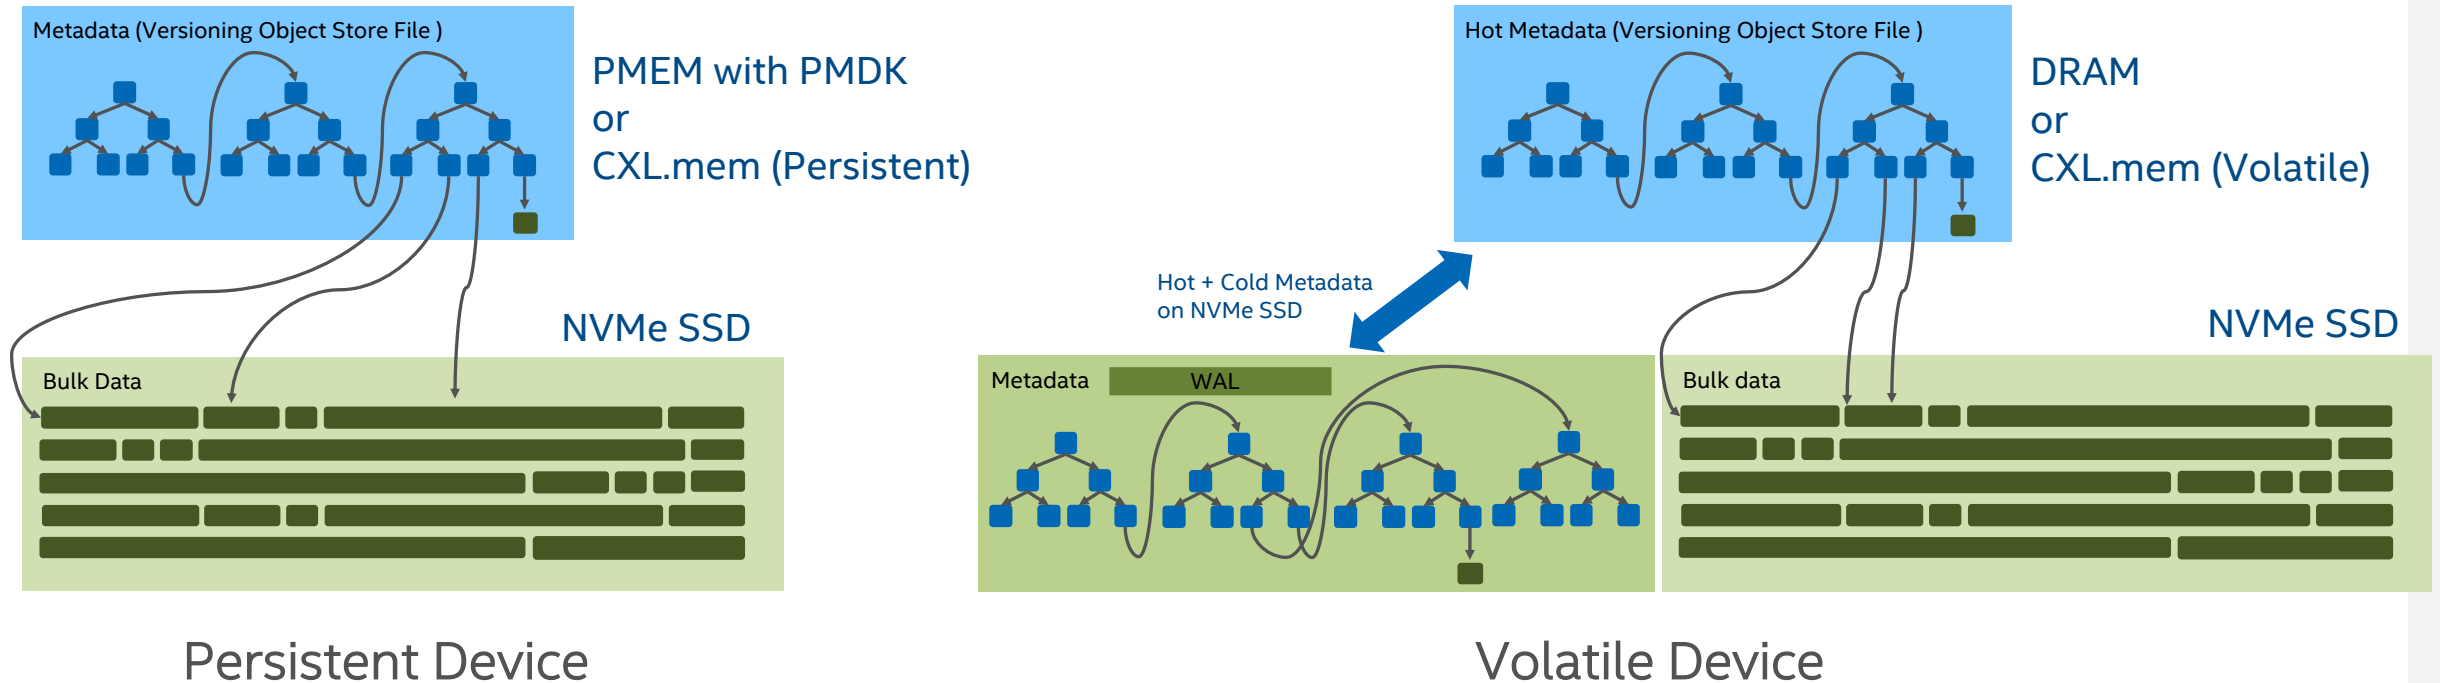 Metadata (Versioning Object Store File )
PMEM with PMDK
or
CXL.mem (Persistent)
NVMe SSD
Bulk Data
Persistent Device
Hot Metadata (Versioning Object Store File )
DRAM
or
CXL.mem (Volatile)
Hot + Cold Metadata
on NVMe SSD
NVMe SSD
Metadata
WAL
Bulk data
Volatile Device